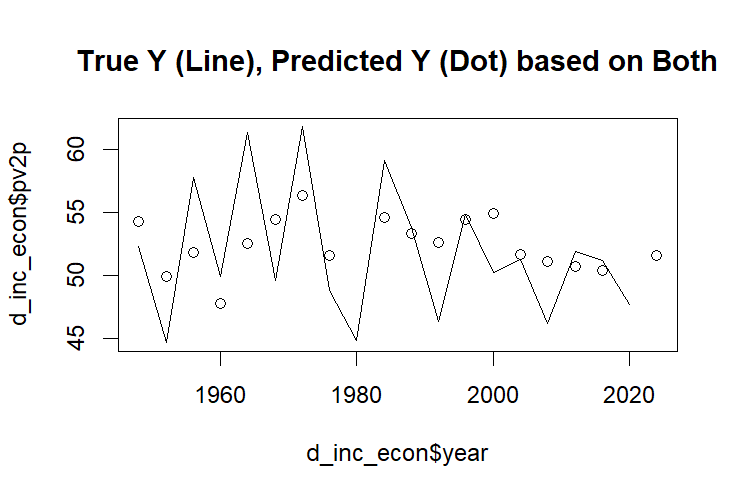 True Y (Line), Predicted Y (Dot) based on Both
d_inc_econ$pv2p
60
55
50
45
1960
1980
2000
2020
d_inc_econ$year